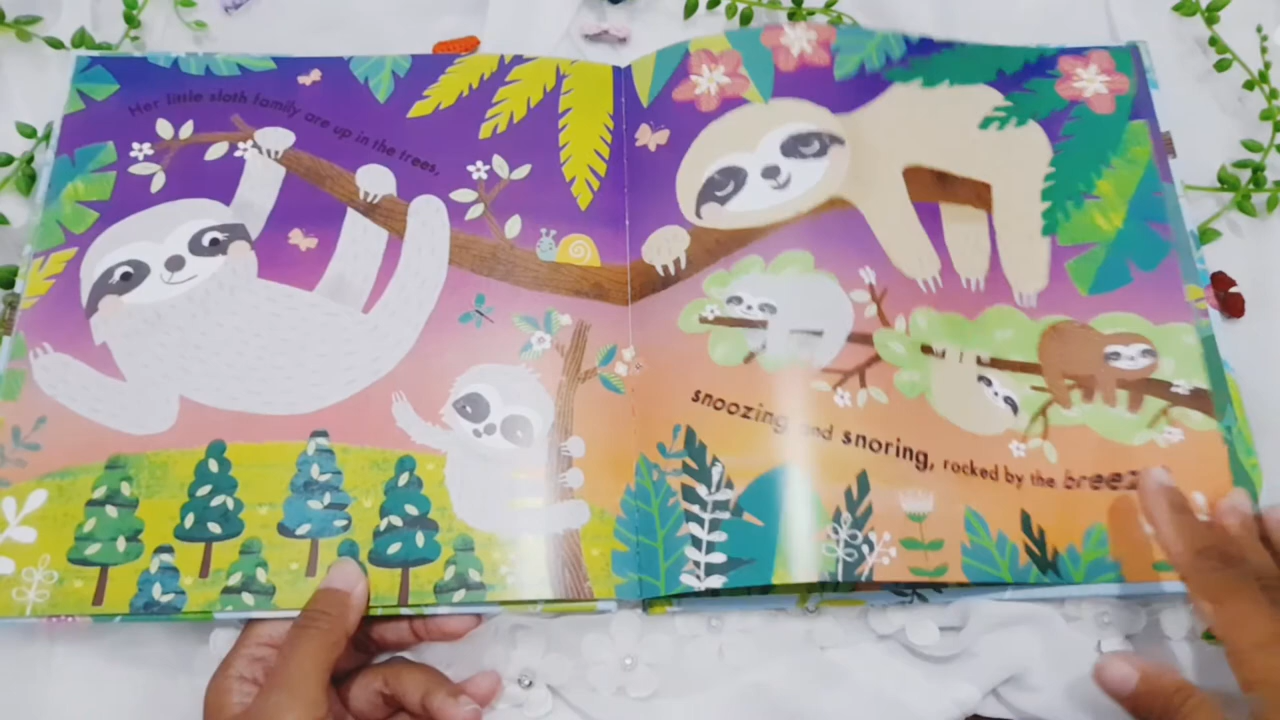 Her little sloth family are up in the trees,
snoozing and snoring, rocked by the breeze